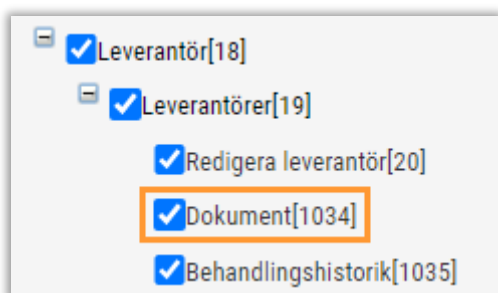 Leverantör[18]
Leverantörer[19]
Redigera leverantör[20]
Dokument[1034]
Behandlingshistorik[1035]